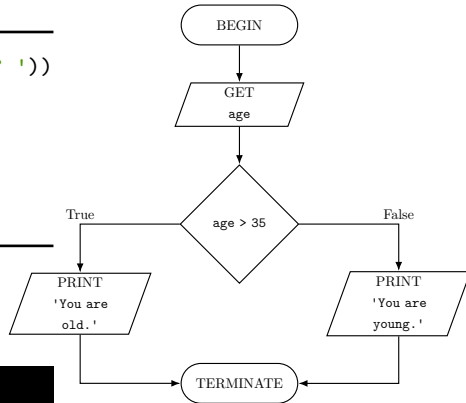 BEGIN
? '))
GET
age
age > 35
True
False
PRINT
'You are
old.'
PRINT
'You are
young.'
TERMINATE